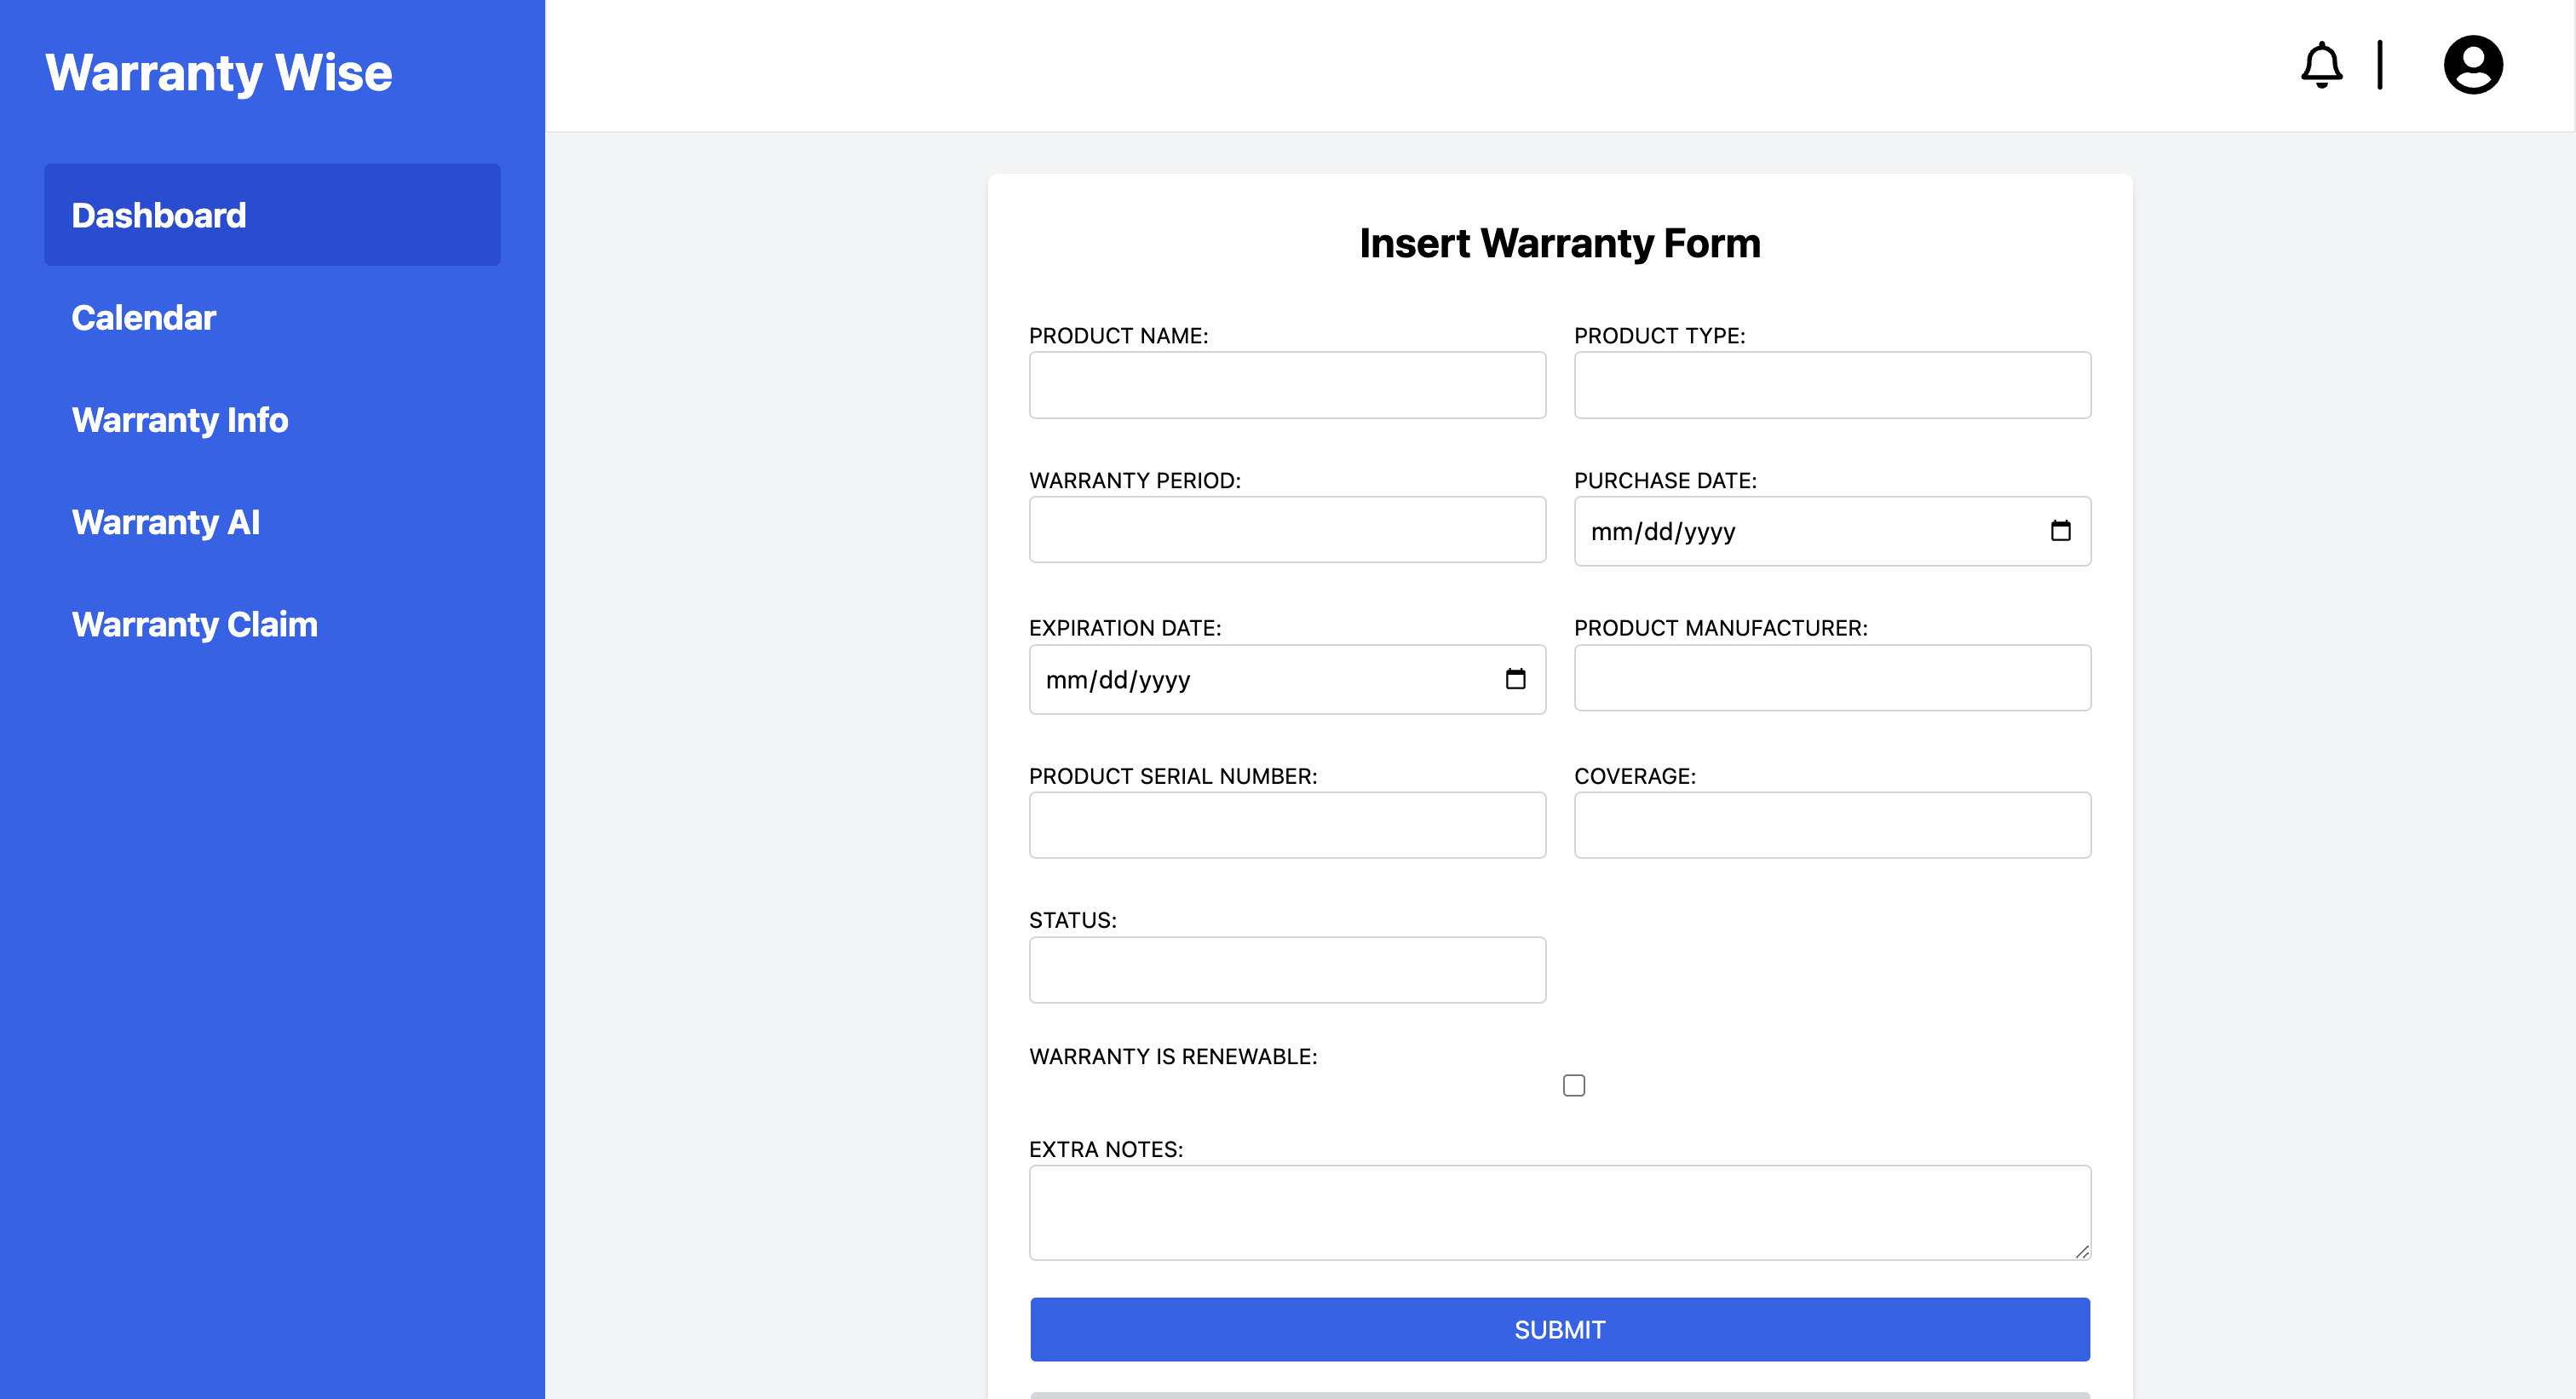 Warranty Wise
Dashboard
Calendar
Warranty Info
Warranty AI
Warranty Claim
Insert Warranty Form
PRODUCT NAME:
PRODUCT TYPE:
WARRANTY PERIOD:
PURCHASE DATE:
mm/dd/yyyy
EXPIRATION DATE:
mm/dd/yyyy
PRODUCT MANUFACTURER:
PRODUCT SERIAL NUMBER:
COVERAGE:
STATUS:
WARRANTY IS RENEWABLE:
EXTRA NOTES:
SUBMIT